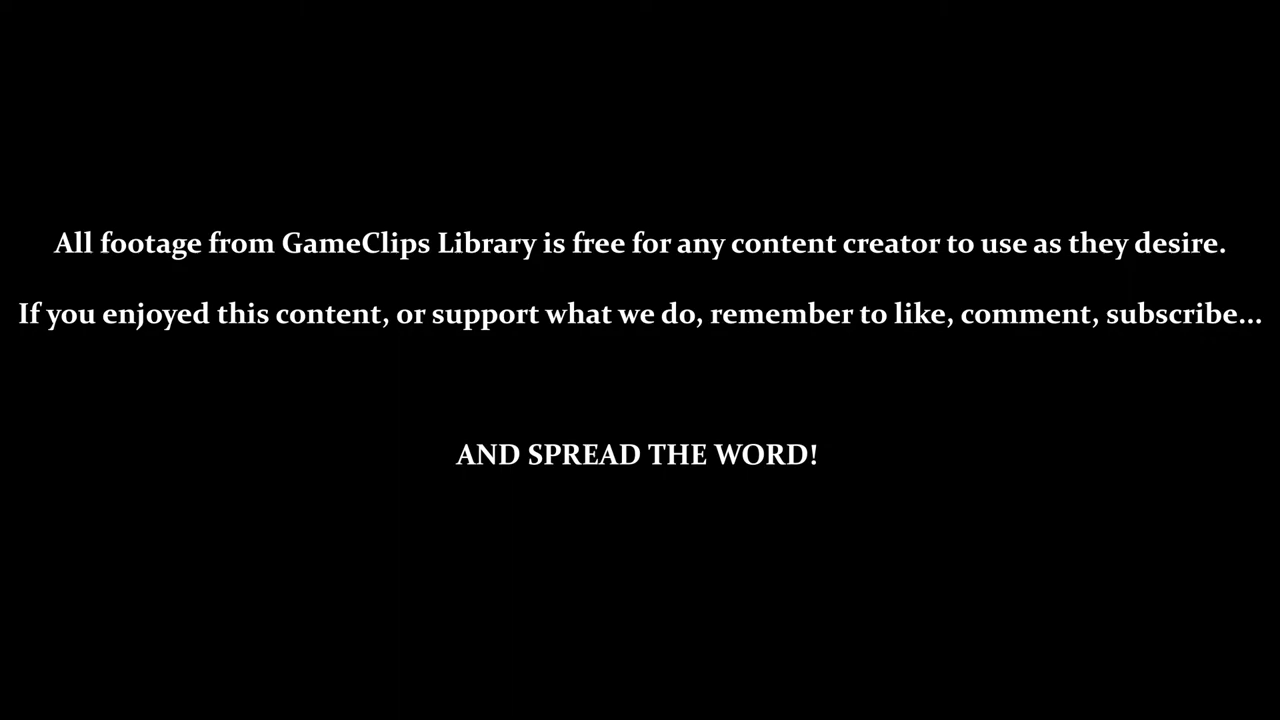 All footage from GameClips Library is free for any content creator to use as they desire.
If you enjoyed this content, or support what we do, remember to like, comment, subscribe...
AND SPREAD THE WORD!